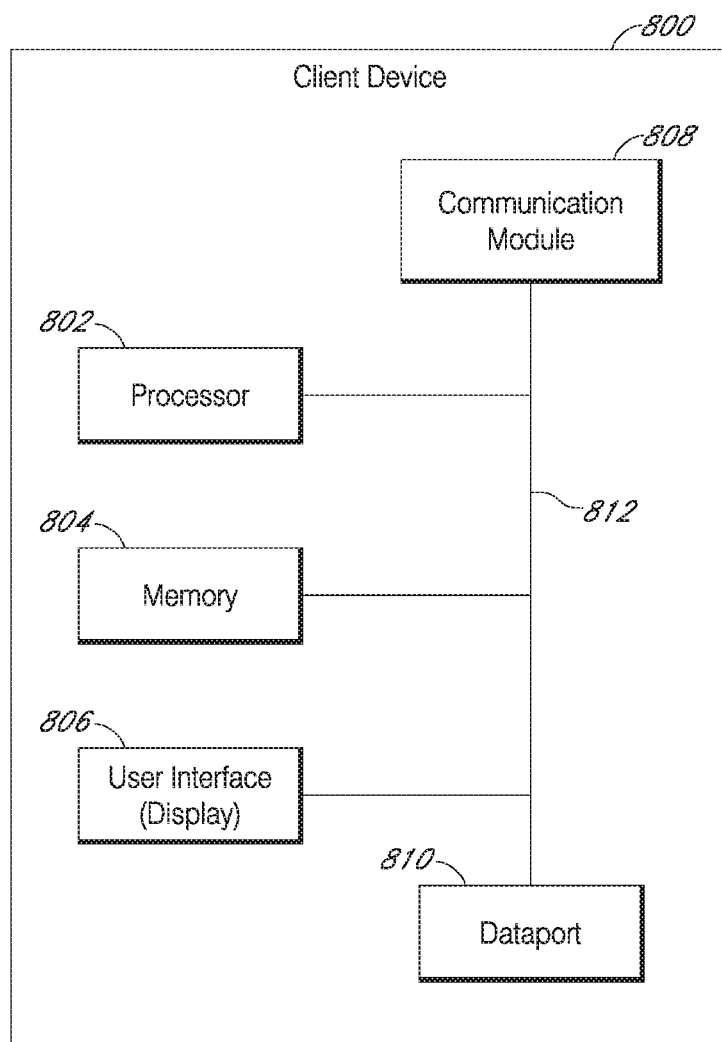 800
Client Device
808
Communication
Module
802
Processor
812
804
Memory
806
User Interface
(Display)
810
Dataport